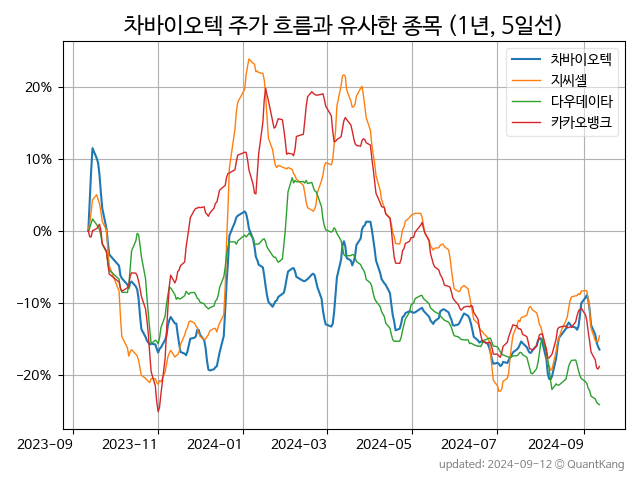 차바이오텍 주가 흐름과 유사한 종목 (1년, 5일선)
차바이오텍
지씨셀
다우데이타
카카오뱅크
20%
10%
0%
−10%
−20%
2023-09 2023-11 2024-01 2024-03 2024-05 2024-07 2024-09
updated: 2024-09-12 © QuantKang